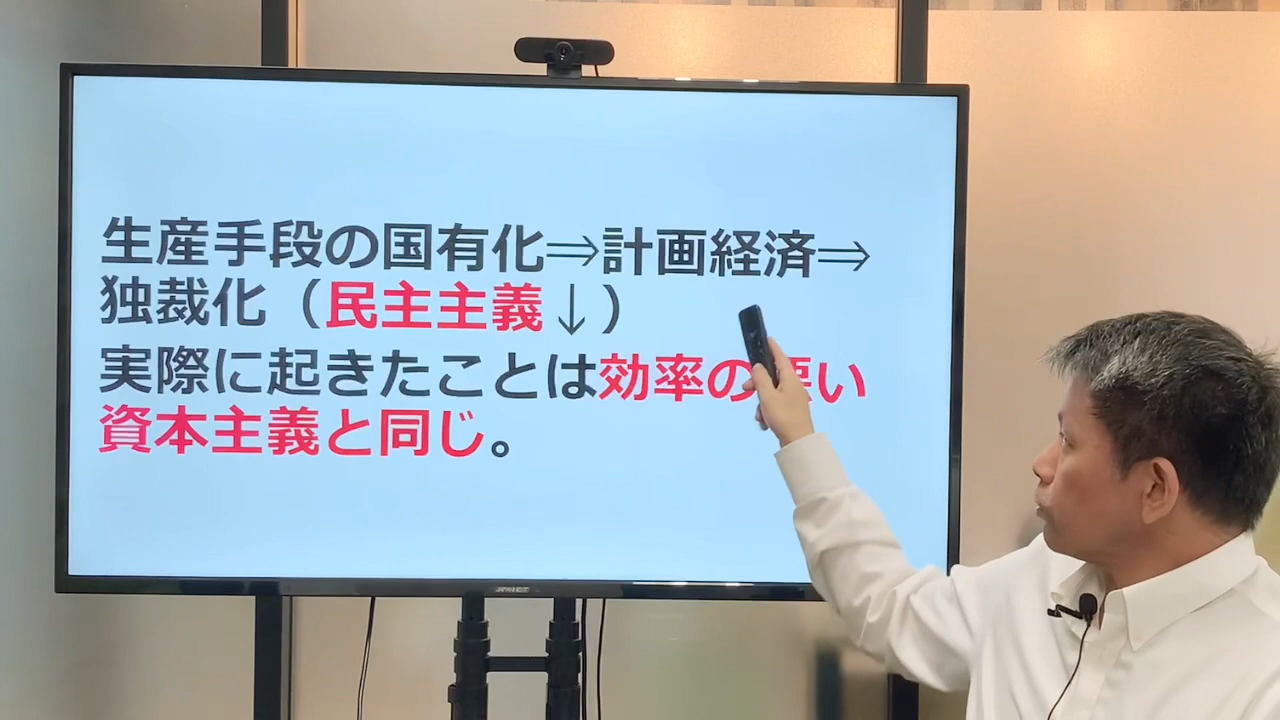 生産手段の国有化⇒計画経済⇒
独裁化（民主主義↓）
実際に起きたことは効率の悪い
資本主義と同じ。